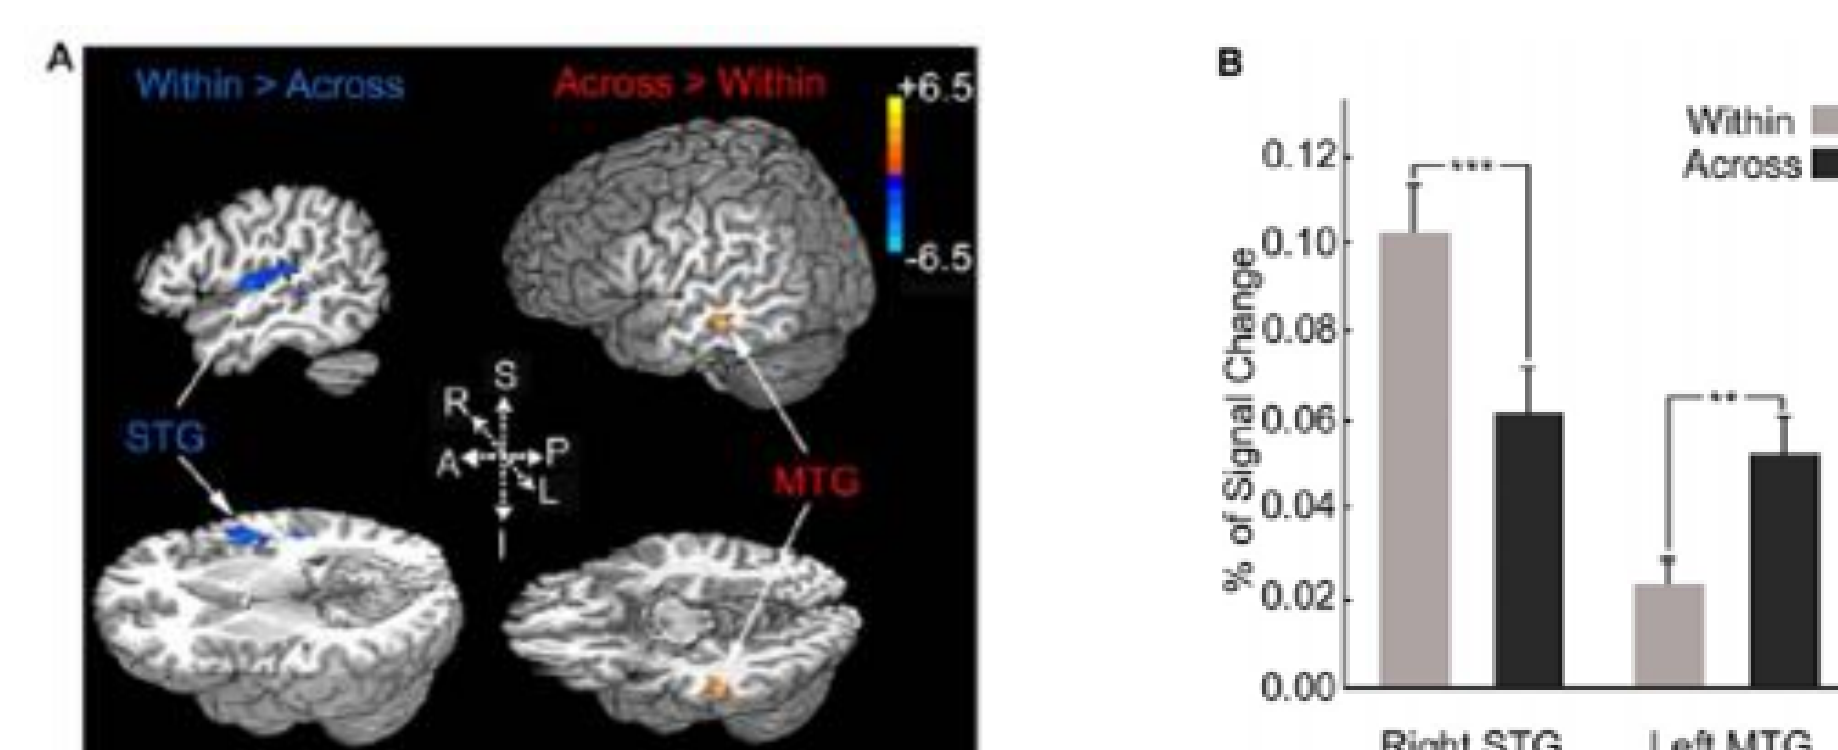 A
Within > Across
Across > Within
+6.5
-6.5
STG
S
R
A
P
L
MTG
B
Within
Across
% of Signal Change
0.12
0.10
0.08
0.06
0.04
0.02
0.00
***
**
Right STG
Left MTG